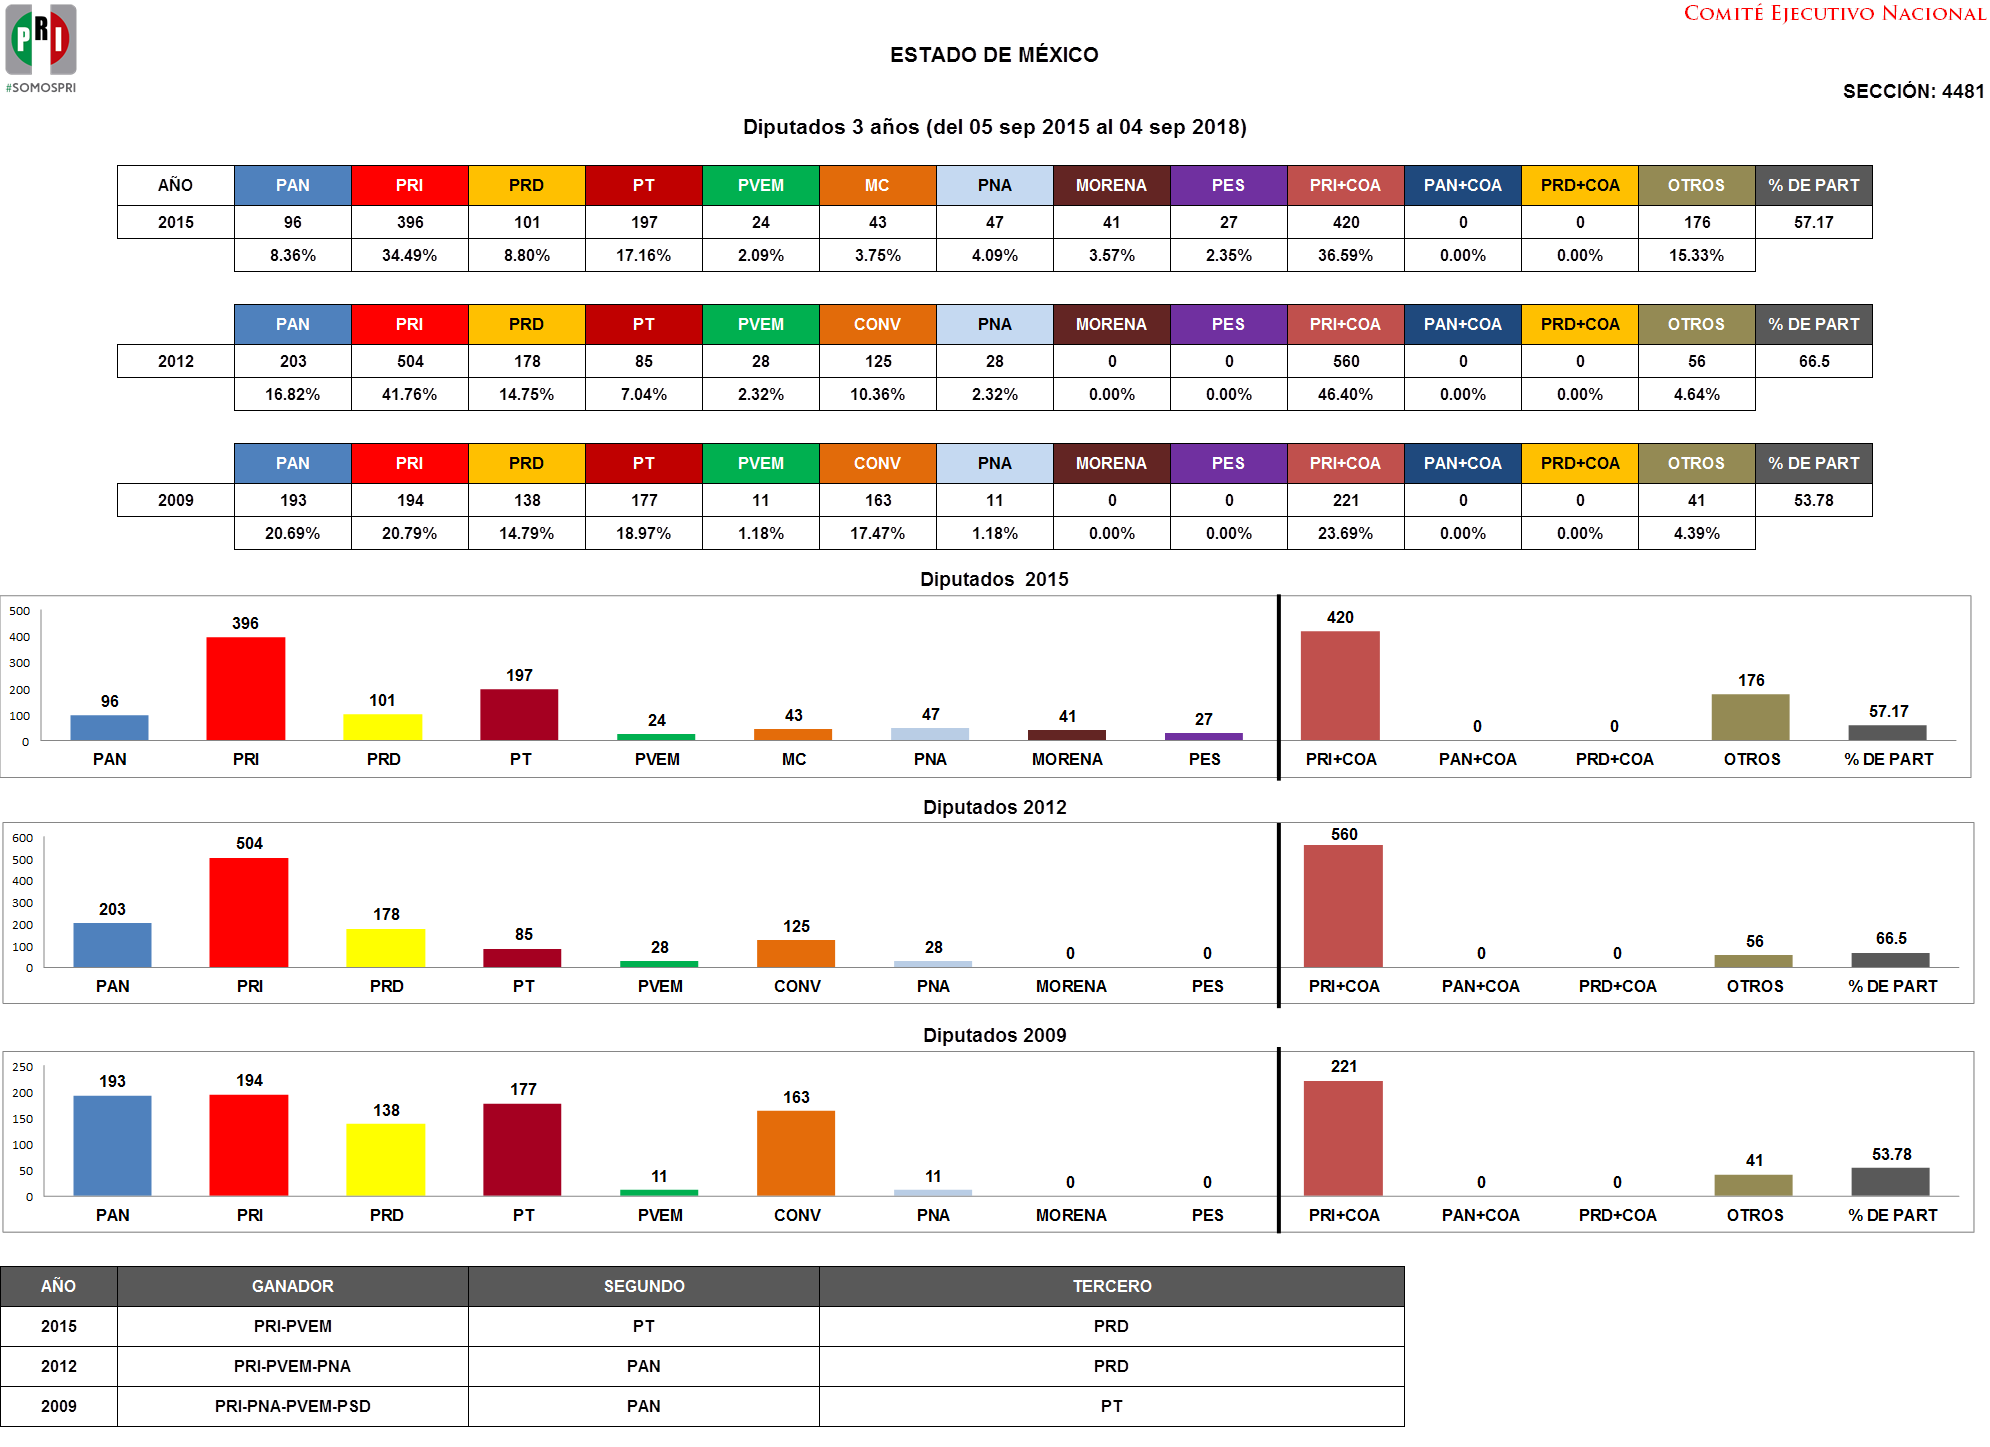 PRI
#SOMOSPRI
COMITÉ EJECUTIVO NACIONAL
ESTADO DE MÉXICO
SECCIÓN: 4481
Diputados 3 años (del 05 sep 2015 al 04 sep 2018)
AÑO PAN PRI PRD PT PVEM MC PNA MORENA PES PRI+COA PAN+COA PRD+COA OTROS % DE PART
2015 96 396 101 197 24 43 47 41 27 420 0 0 176 57.17
8.36% 34.49% 8.80% 17.16% 2.09% 3.75% 4.09% 3.57% 2.35% 36.59% 0.00% 0.00% 15.33%
PAN PRI PRD PT PVEM CONV PNA MORENA PES PRI+COA PAN+COA PRD+COA OTROS % DE PART
2012 203 504 178 85 28 125 28 0 0 560 0 0 56 66.5
16.82% 41.76% 14.75% 7.04% 2.32% 10.36% 2.32% 0.00% 0.00% 46.40% 0.00% 0.00% 4.64%
PAN PRI PRD PT PVEM CONV PNA MORENA PES PRI+COA PAN+COA PRD+COA OTROS % DE PART
2009 193 194 138 177 11 163 11 0 0 221 0 0 41 53.78
20.69% 20.79% 14.79% 18.97% 1.18% 17.47% 1.18% 0.00% 0.00% 23.69% 0.00% 0.00% 4.39%
Diputados 2015
500
400
300
200
100
0
96 396 101 197 24 43 47 41 27 420 0 0 176 57.17
PAN PRI PRD PT PVEM MC PNA MORENA PES PRI+COA PAN+COA PRD+COA OTROS % DE PART
Diputados 2012
600
500
400
300
200
100
0
203 504 178 85 28 125 28 0 0 560 0 0 56 66.5
PAN PRI PRD PT PVEM CONV PNA MORENA PES PRI+COA PAN+COA PRD+COA OTROS % DE PART
Diputados 2009
250
200
150
100
50
0
193 194 138 177 11 163 11 0 0 221 0 0 41 53.78
PAN PRI PRD PT PVEM CONV PNA MORENA PES PRI+COA PAN+COA PRD+COA OTROS % DE PART
AÑO GANADOR SEGUNDO TERCERO
2015 PRI-PVEM PT PRD
2012 PRI-PVEM-PNA PAN PRD
2009 PRI-PNA-PVEM-PSD PAN PT